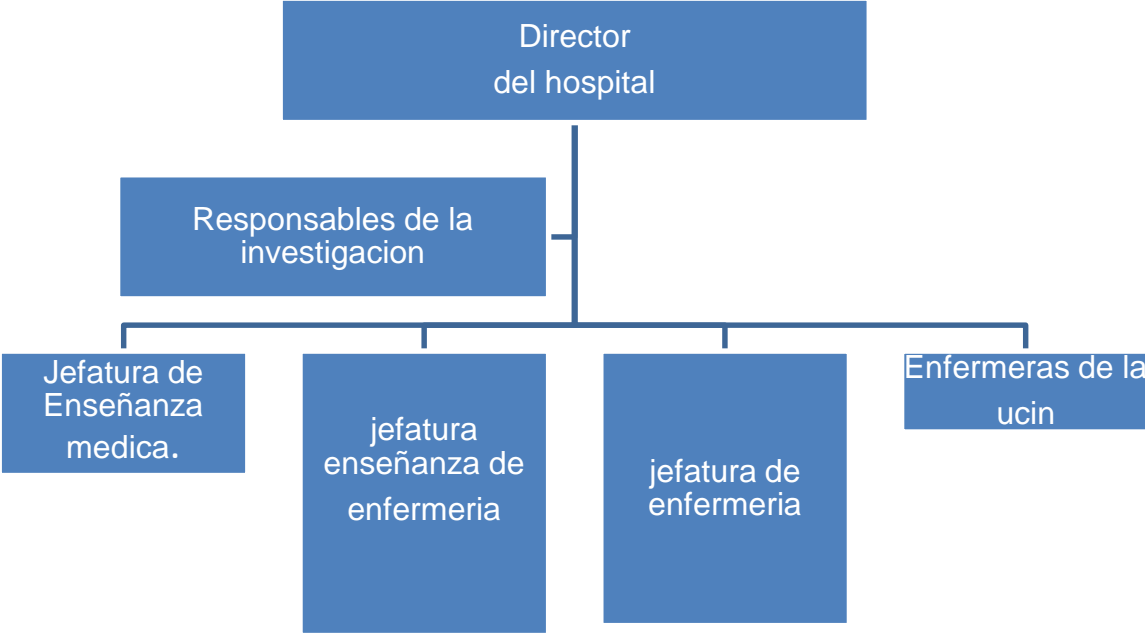 Director
del hospital
Responsables de la
investigacion
Jefatura de
Enseñanza
medica.
jefatura
enseñanza de
enfermeria
jefatura de
enfermeria
Enfermeras de la
ucin